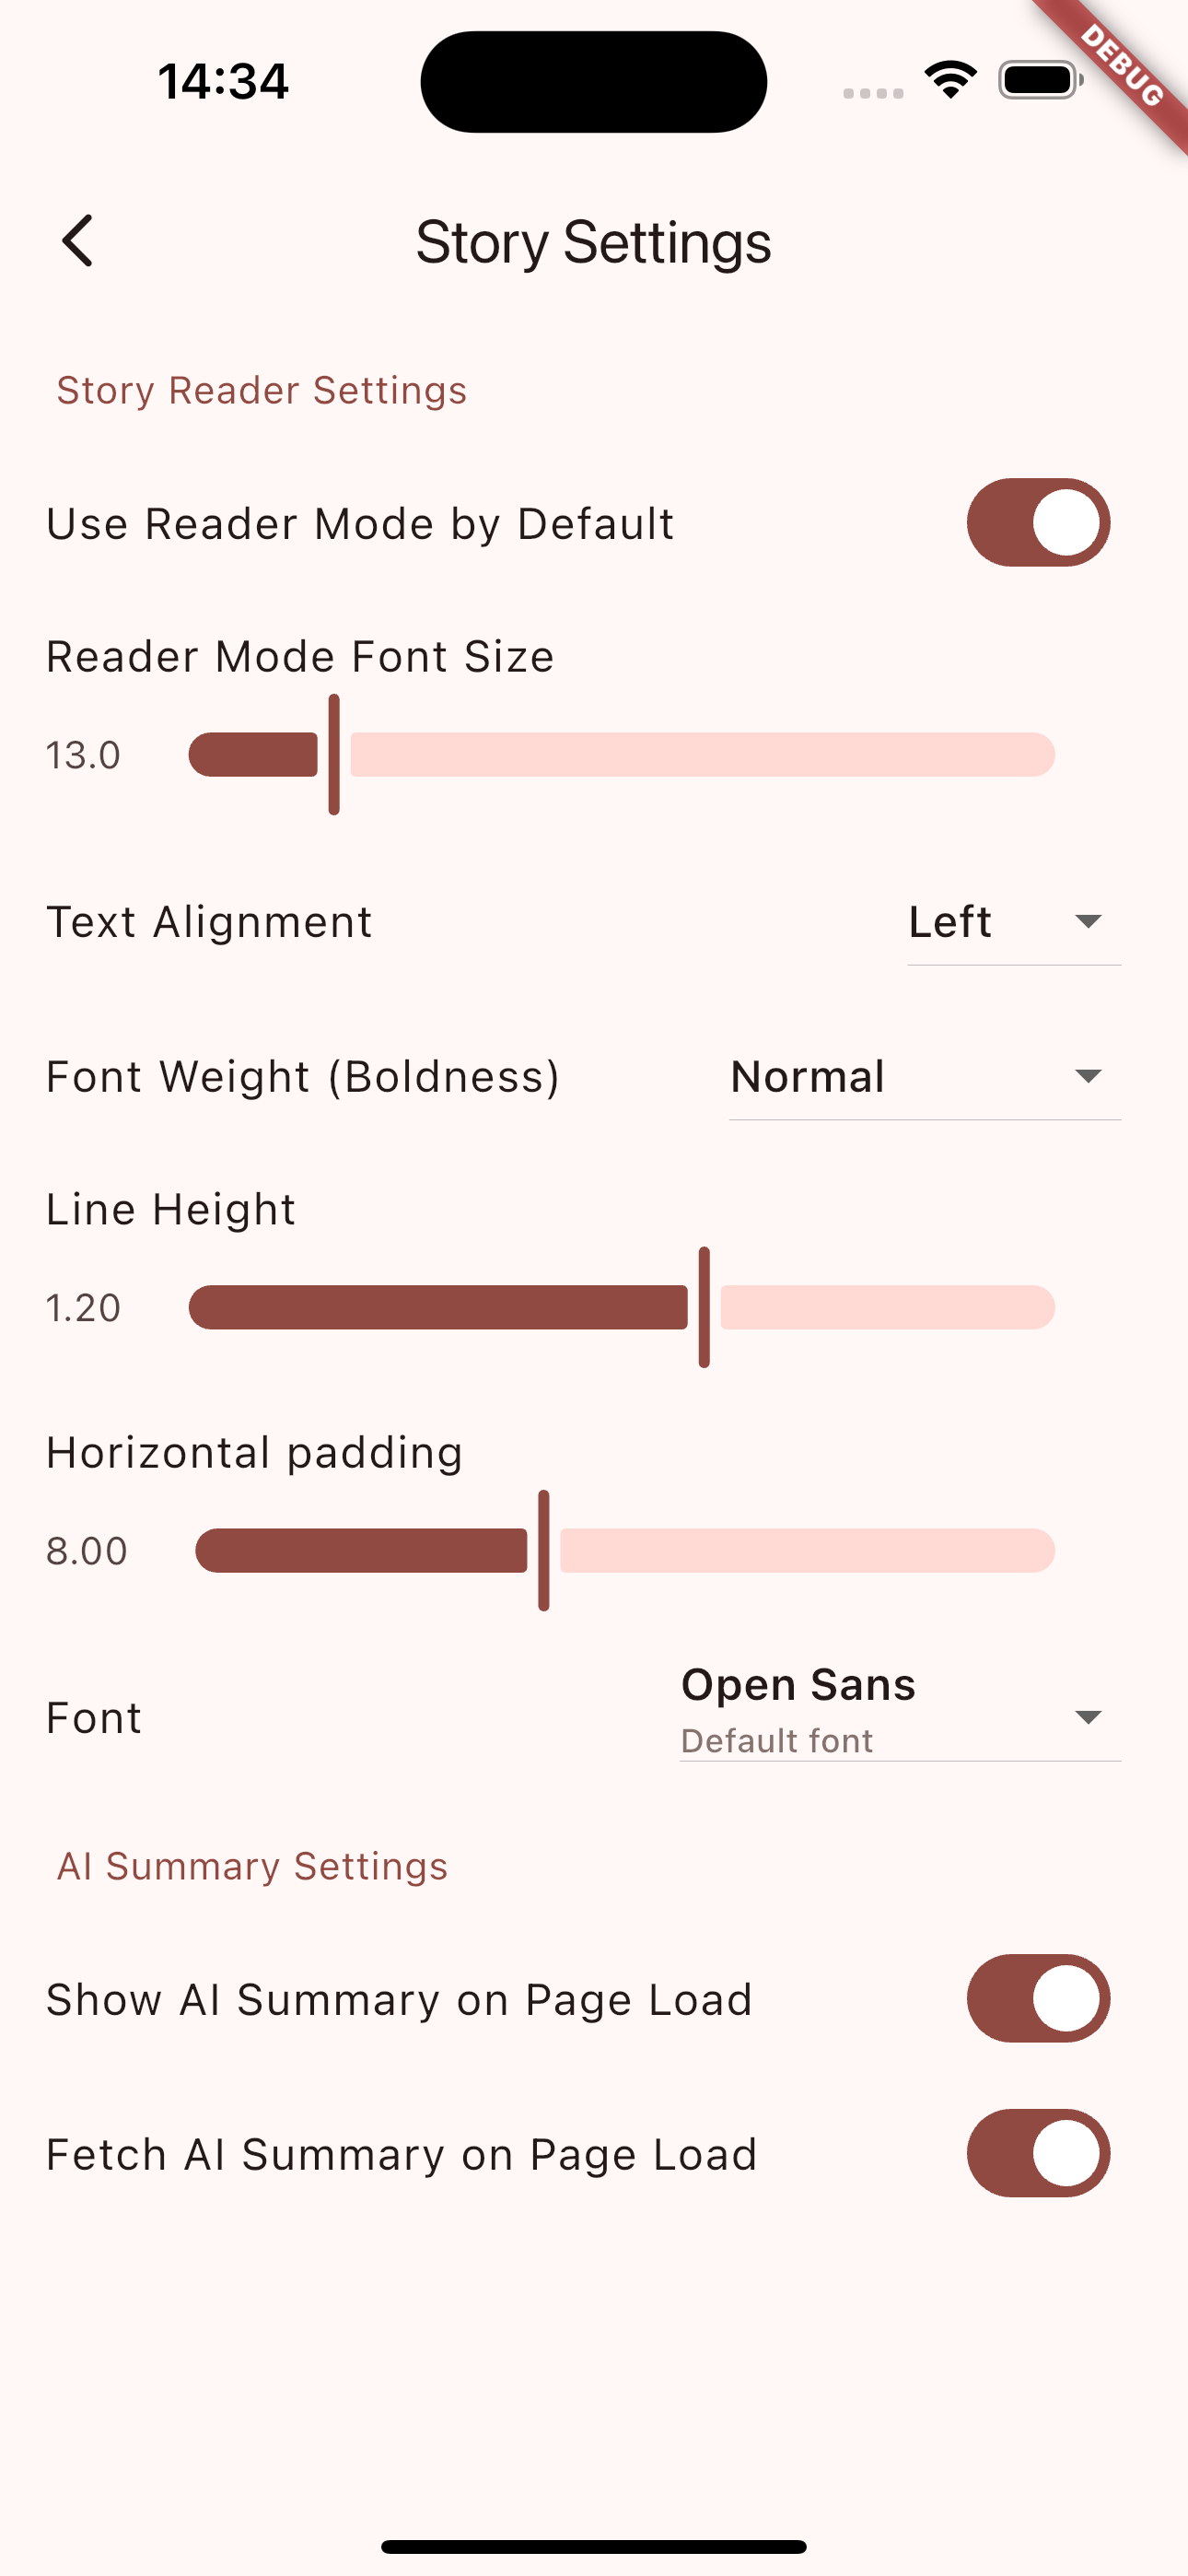 14:34
DEBUG
Story Settings
Story Reader Settings
Use Reader Mode by Default
Reader Mode Font Size
13.0
Text Alignment
Left
Font Weight (Boldness)
Normal
Line Height
1.20
Horizontal padding
8.00
Font
Open Sans
Default font
AI Summary Settings
Show AI Summary on Page Load
Fetch AI Summary on Page Load